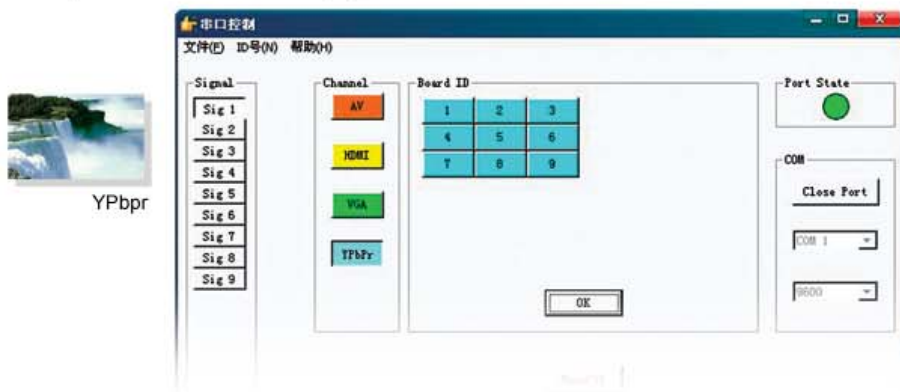 串口控制
文件(F) ID号(N) 帮助(H)
Signal
Sig 1
Sig 2
Sig 3
Sig 4
Sig 5
Sig 6
Sig 7
Sig 8
Sig 9
Channel
AV
HDMI
VGA
YPbPr
Board ID
1 2 3
4 5 6
7 8 9
OK
Port State
COM
Close Port
COM 1
9600
YPbpr